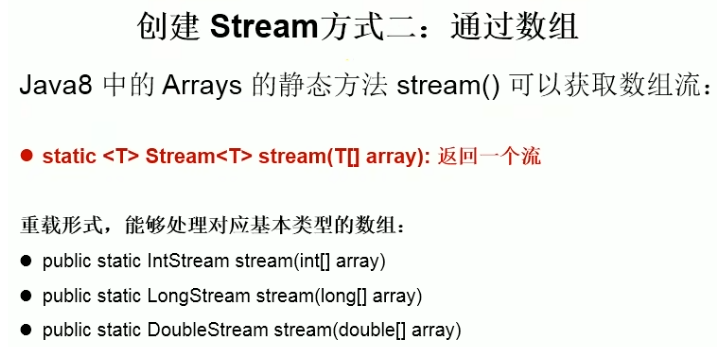 创建 Stream方式二：通过数组
Java8 中的 Arrays 的静态方法 stream() 可以获取数组流：
● static <T> Stream<T> stream(T[] array): 返回一个流
重载形式，能够处理对应基本类型的数组：
● public static IntStream stream(int[] array)
● public static LongStream stream(long[] array)
● public static DoubleStream stream(double[] array)